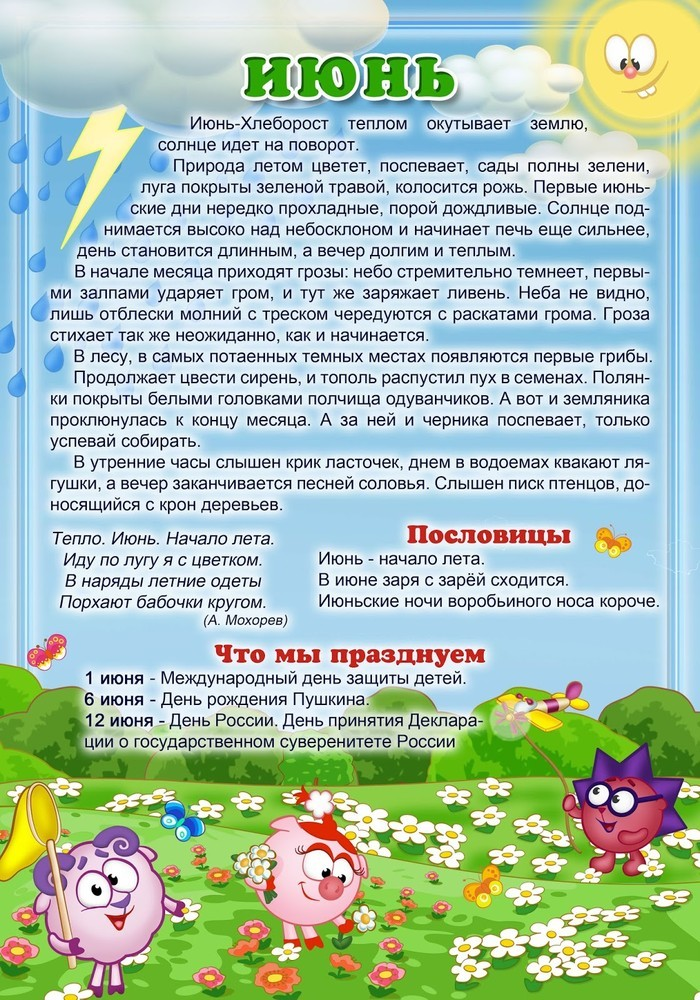 июнь
Июнь-Хлеборост теплом окутывает землю,
солнце идет на поворот.
Природа летом цветет, поспевает, сады полны зелени,
луга покрыты зеленой травой, колосится рожь. Первые июнь-
ские дни нередко прохладные, порой дождливые. Солнце под-
нимается высоко над небосклоном и начинает печь еще сильнее,
день становится длинным, а вечер долгим и теплым.
В начале месяца приходят грозы: небо стремительно темнеет, первы-
ми залпами ударяет гром, и тут же заряжает ливень. Неба не видно,
лишь отблески молний с треском чередуются с раскатами грома. Гроза
стихает так же неожиданно, как и начинается.
В лесу, в самых потаенных темных местах появляются первые грибы.
Продолжает цвести сирень, и тополь распустил пух в семенах. Полян-
ки покрыты белыми головками полчища одуванчиков. А вот и земляника
проклюнулась к концу месяца. А за ней и черника поспевает, только
успевай собирать.
В утренние часы слышен крик ласточек, днем в водоемах квакают ля-
гушки, а вечер заканчивается песней соловья. Слышен писк птенцов, до-
носящийся с крон деревьев.
Тепло. Июнь. Начало лета.
Иду по лугу я с цветком.
В наряды летние одеты
Порхают бабочки кругом.
(А. Мохорев)
Пословицы
Июнь - начало лета.
В июне заря с зарёй сходится.
Июньские ночи воробьиного носа короче.
Что мы празднуем
1 июня - Международный день защиты детей.
6 июня - День рождения Пушкина.
12 июня - День России. День принятия Деклара-
ции о государственном суверенитете России